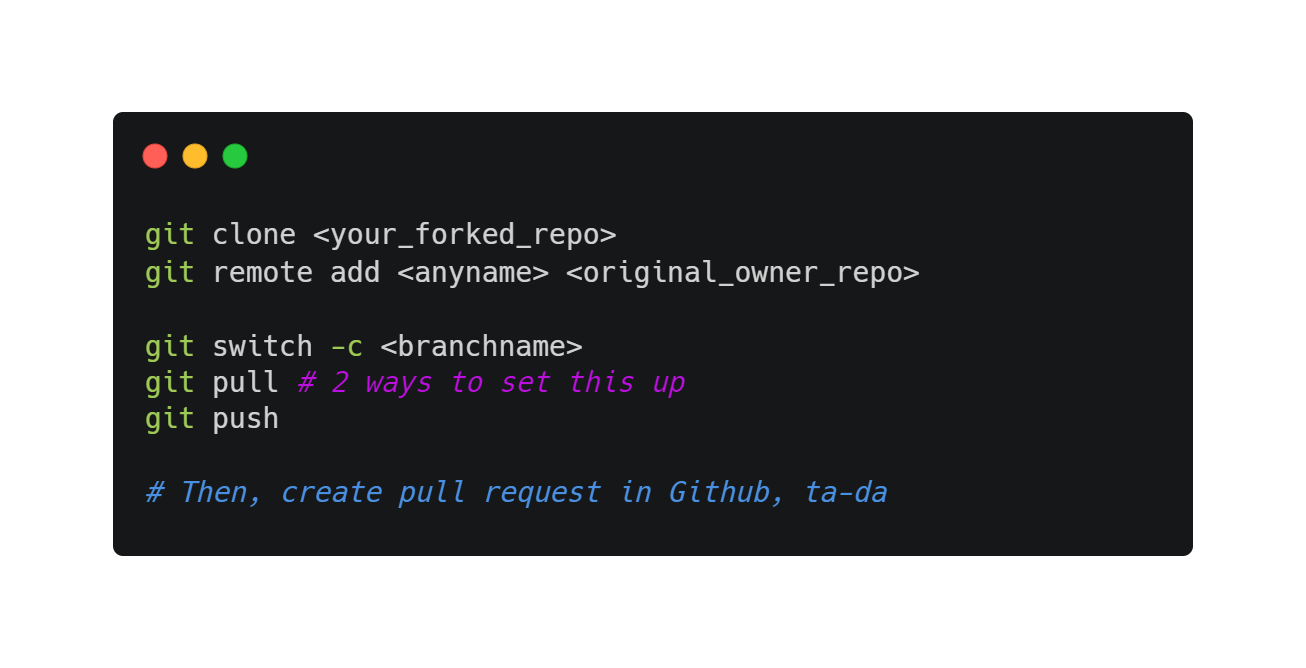 git clone <your_forked_repo>
git remote add <anyname> <original_owner_repo>
git switch -c <branchname>
git pull # 2 ways to set this up
git push
# Then, create pull request in Github, ta-da